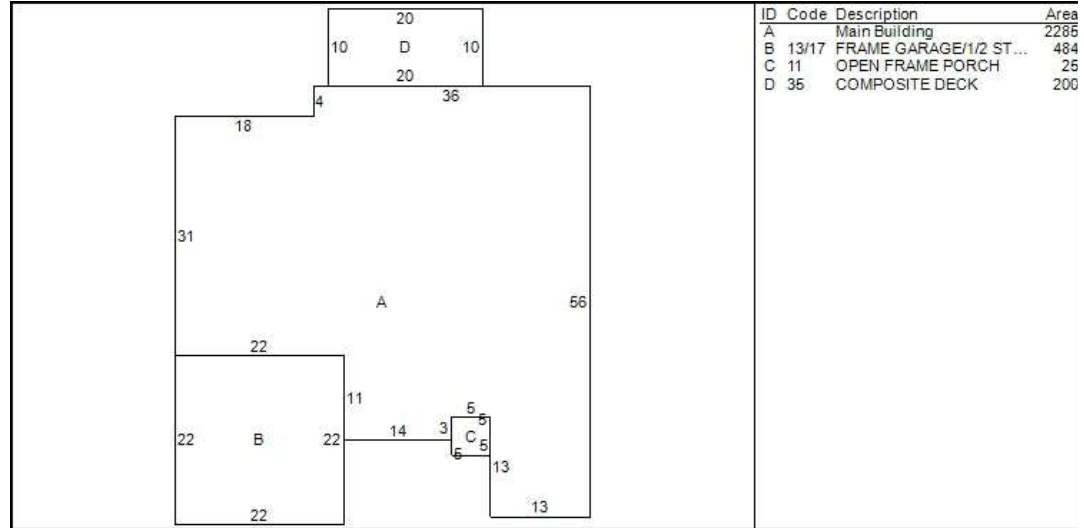 20
10 D 10
20
36
4
18
31
A
56
22
11
22 B 22
22
14
3
5
5
C
5
5
13
13
ID Code Description Area
A Main Building 2285
B 13/17 FRAME GARAGE/1/2 ST... 484
C 11 OPEN FRAME PORCH 25
D 35 COMPOSITE DECK 200